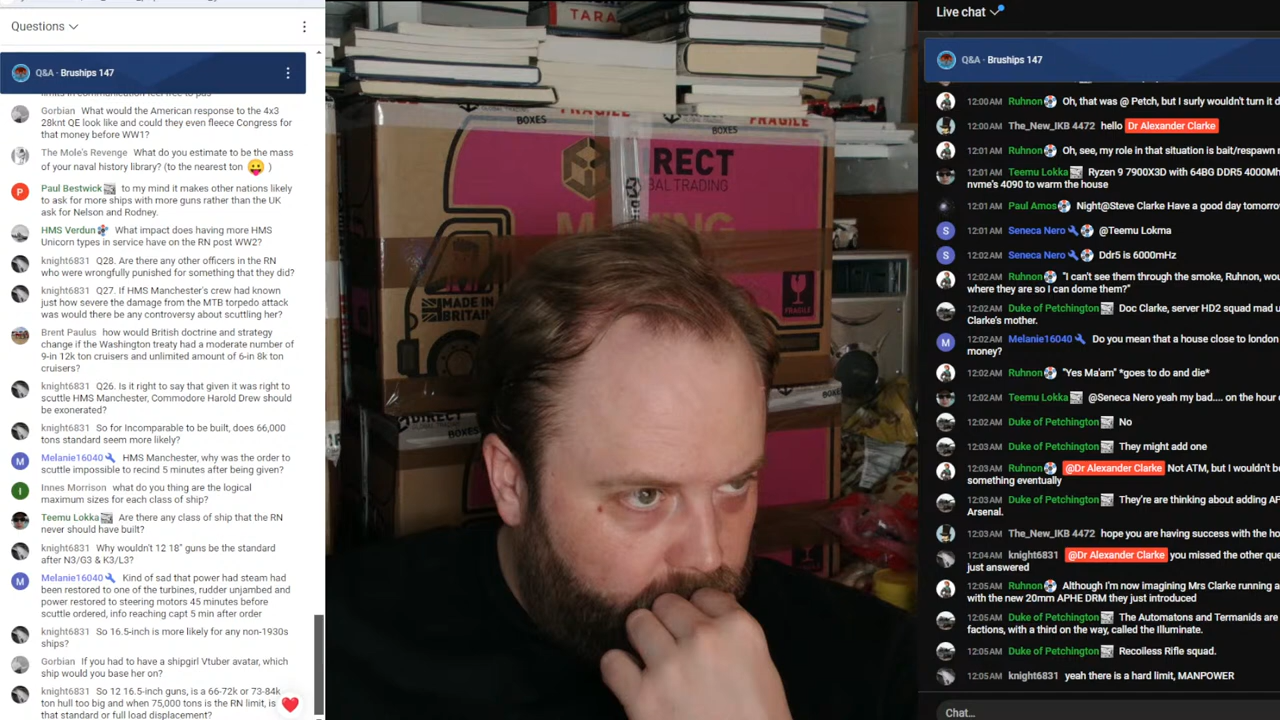 Questions
Q&A · Bruships 147
Gorbian What would the American response to the 4x3
28knt QE look like and could they even fleece Congress for
that money before WW1?
The Mole's Revenge What do you estimate to be the mass
of your naval history library? (to the nearest ton 😛 )
P Paul Bestwick to my mind it makes other nations likely
to ask for more ships with more guns rather than the UK
ask for Nelson and Rodney.
HMS Verdun What impact does having more HMS
Unicorn types in service have on the RN post WW2?
knight6831 Q28. Are there any other officers in the RN
who were wrongfully punished for something that they did?
knight6831 Q27. If HMS Manchester's crew had known
just how severe the damage from the MTB torpedo attack
was would there be any controversy about scuttling her?
Brent Paulus how would British doctrine and strategy
change if the Washington treaty had a moderate number of
9-in 12k ton cruisers and unlimited amount of 6-in 8k ton
cruisers?
knight6831 Q26. Is it right to say that given it was right to
scuttle HMS Manchester, Commodore Harold Drew should
be exonerated?
knight6831 So for Incomparable to be built, does 66,000
tons standard seem more likely?
M Melanie16040 HMS Manchester, why was the order to
scuttle impossible to recind 5 minutes after being given?
I Innes Morrison what do you thing are the logical
maximum sizes for each class of ship?
Teemu Lokka Are there any class of ship that the RN
never should have built?
knight6831 Why wouldn't 12 18" guns be the standard
after N3/G3 & K3/L3?
M Melanie16040 Kind of sad that power had steam had
been restored to one of the turbines, rudder unjambed and
power restored to steering motors 45 minutes before
scuttle ordered, info reaching capt 5 min after order
knight6831 So 16.5-inch is more likely for any non-1930s
ships?
Gorbian If you had to have a shipgirl Vtuber avatar, which
ship would you base her on?
knight6831 So 12 16.5-inch guns, is a 66-72k or 73-84k
ton hull too big and when 75,000 tons is the RN limit, is
that standard or full load displacement?
TARA
FRAGILE
BOXES
FRAGILE
BOXES
DIRECT
GLOBAL TRADING
MADE IN
BRITAIN
FRAGILE
DIRECT
BOXES
Live chat
Q&A · Bruships 147
12:00AM Ruhnon Oh, that was @ Petch, but I surly wouldn't turn it d
12:00AM The_New_IKB 4472 hello Dr Alexander Clarke
12:01AM Ruhnon Oh, see, my role in that situation is bait/respawn
12:01AM Teemu Lokka Ryzen 9 7900X3D with 64BG DDR5 4000Mh
nvme's 4090 to warm the house
12:01AM Paul Amos Night@Steve Clarke Have a good day tomorro
S 12:01AM Seneca Nero @Teemu Lokma
S 12:02AM Seneca Nero Ddr5 is 6000mHz
12:02AM Ruhnon "I can't see them through the smoke, Ruhnon, wo
where they are so I can dome them?"
12:02AM Duke of Petchington Doc Clarke, server HD2 squad mad u
Clarke's mother.
M 12:02AM Melanie16040 Do you mean that a house close to london
money?
12:02AM Ruhnon "Yes Ma'am" *goes to do and die*
12:02AM Teemu Lokka @Seneca Nero yeah my bad.... on the hour o
12:02AM Duke of Petchington No
12:03AM Duke of Petchington They might add one
12:03AM Ruhnon @Dr Alexander Clarke Not ATM, but I wouldn't b
something eventually
12:03AM Duke of Petchington They're are thinking about adding AP
Arsenal.
12:03AM The_New_IKB 4472 hope you are having success with the ho
12:04AM knight6831 @Dr Alexander Clarke you missed the other que
just answered
12:05AM Ruhnon Although I'm now imagining Mrs Clarke running a
with the new 20mm APHE DRM they just introduced
12:05AM Duke of Petchington The Automatons and Termanids are
factions, with a third on the way, called the Illuminate.
12:05AM Duke of Petchington Recoiless Rifle squad.
12:05AM knight6831 yeah there is a hard limit, MANPOWER
Chat...